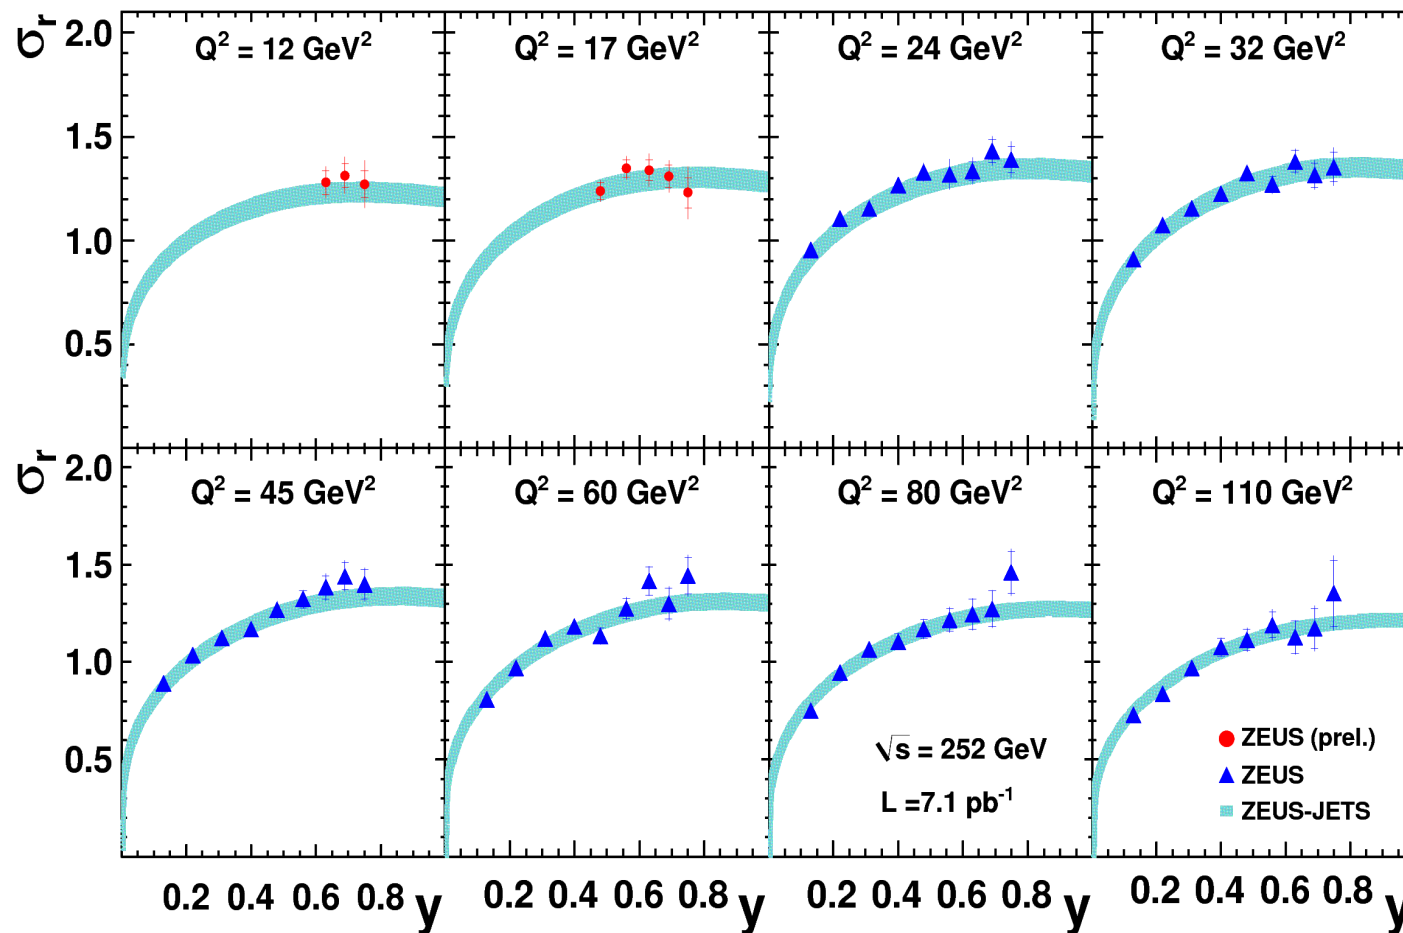 σr
Q² = 12 GeV²
Q² = 17 GeV²
Q² = 24 GeV²
Q² = 32 GeV²
2.0
1.5
1.0
0.5
σr
Q² = 45 GeV²
Q² = 60 GeV²
Q² = 80 GeV²
Q² = 110 GeV²
2.0
1.5
1.0
0.5
√s = 252 GeV
L =7.1 pb⁻¹
ZEUS (prel.)
ZEUS
ZEUS-JETS
0.2 0.4 0.6 0.8 y
0.2 0.4 0.6 0.8 y
0.2 0.4 0.6 0.8 y
0.2 0.4 0.6 0.8 y